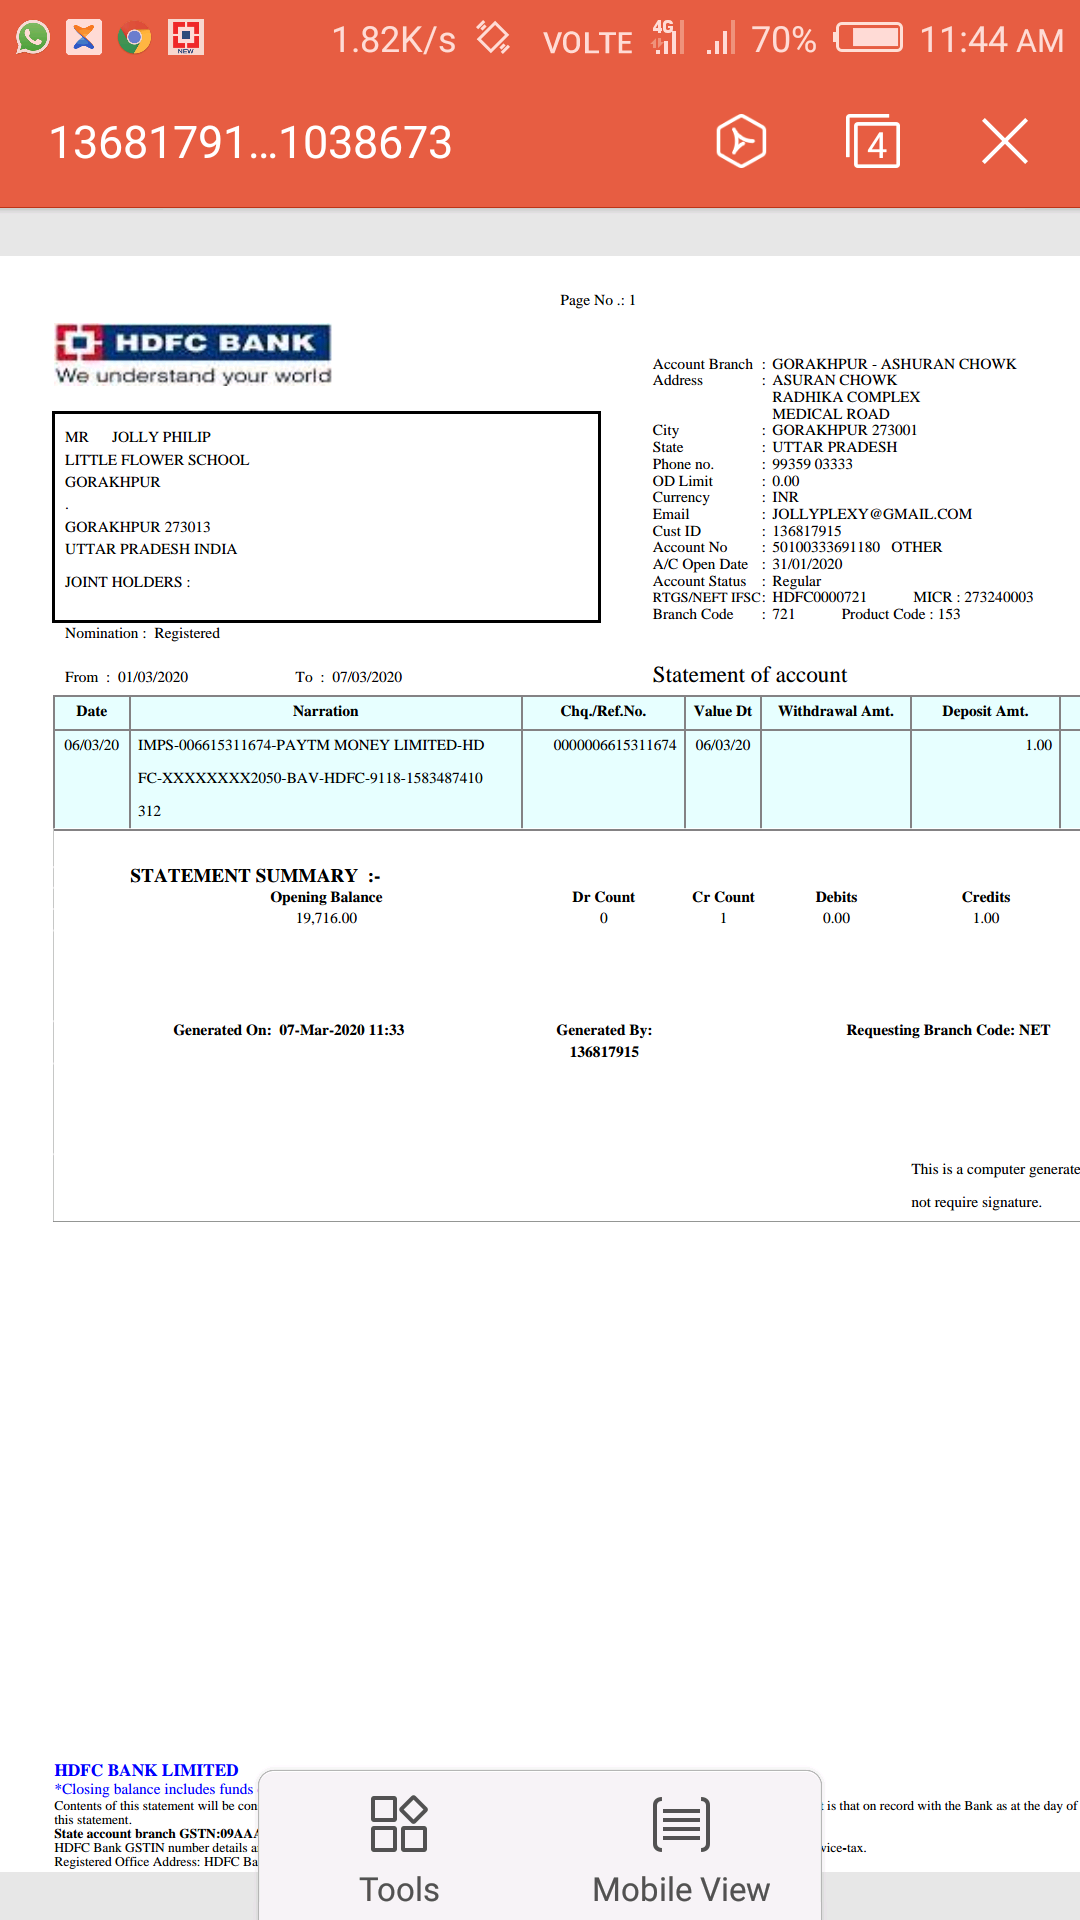 NEW
1.82K/s VOLTE 4G 70% 11:44 AM
13681791...1038673
4
Page No .: 1
HDFC BANK
We understand your world
MR JOLLY PHILIP
LITTLE FLOWER SCHOOL
GORAKHPUR
.
GORAKHPUR 273013
UTTAR PRADESH INDIA
JOINT HOLDERS :
Nomination : Registered
Account Branch : GORAKHPUR - ASHURAN CHOWK
Address : ASURAN CHOWK
RADHIKA COMPLEX
MEDICAL ROAD
City : GORAKHPUR 273001
State : UTTAR PRADESH
Phone no. : 99359 03333
OD Limit : 0.00
Currency : INR
Email : JOLLYPLEXY@GMAIL.COM
Cust ID : 136817915
Account No : 50100333691180 OTHER
A/C Open Date : 31/01/2020
Account Status : Regular
RTGS/NEFT IFSC: HDFC0000721 MICR : 273240003
Branch Code : 721 Product Code : 153
From : 01/03/2020 To : 07/03/2020 Statement of account
Date Narration Chq./Ref.No. Value Dt Withdrawal Amt. Deposit Amt.
06/03/20 IMPS-006615311674-PAYTM MONEY LIMITED-HD 0000006615311674 06/03/20 1.00
FC-XXXXXXXX2050-BAV-HDFC-9118-1583487410
312
STATEMENT SUMMARY :-
Opening Balance Dr Count Cr Count Debits Credits
19,716.00 0 1 0.00 1.00
Generated On: 07-Mar-2020 11:33 Generated By: Requesting Branch Code: NET
136817915
This is a computer generate
not require signature.
HDFC BANK LIMITED
*Closing balance includes funds
Contents of this statement will be con t is that on record with the Bank as at the day of
this statement.
State account branch GSTN:09AAA
HDFC Bank GSTIN number details a vice-tax.
Registered Office Address: HDFC Ba
Tools Mobile View